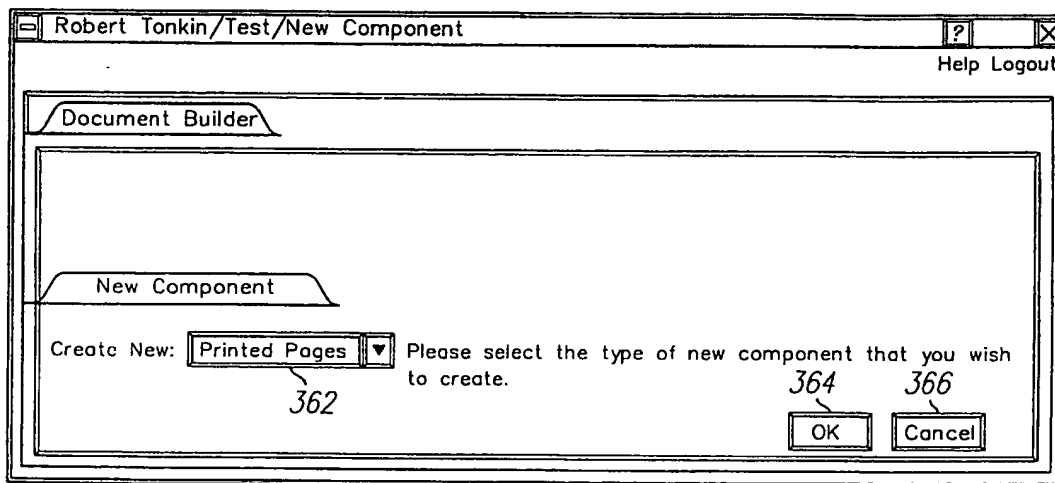 Robert Tonkin/Test/New Component
?
X
Help Logout
Document Builder
New Component
Create New: Printed Pages Please select the type of new component that you wish
to create.
362
364 366
OK Cancel